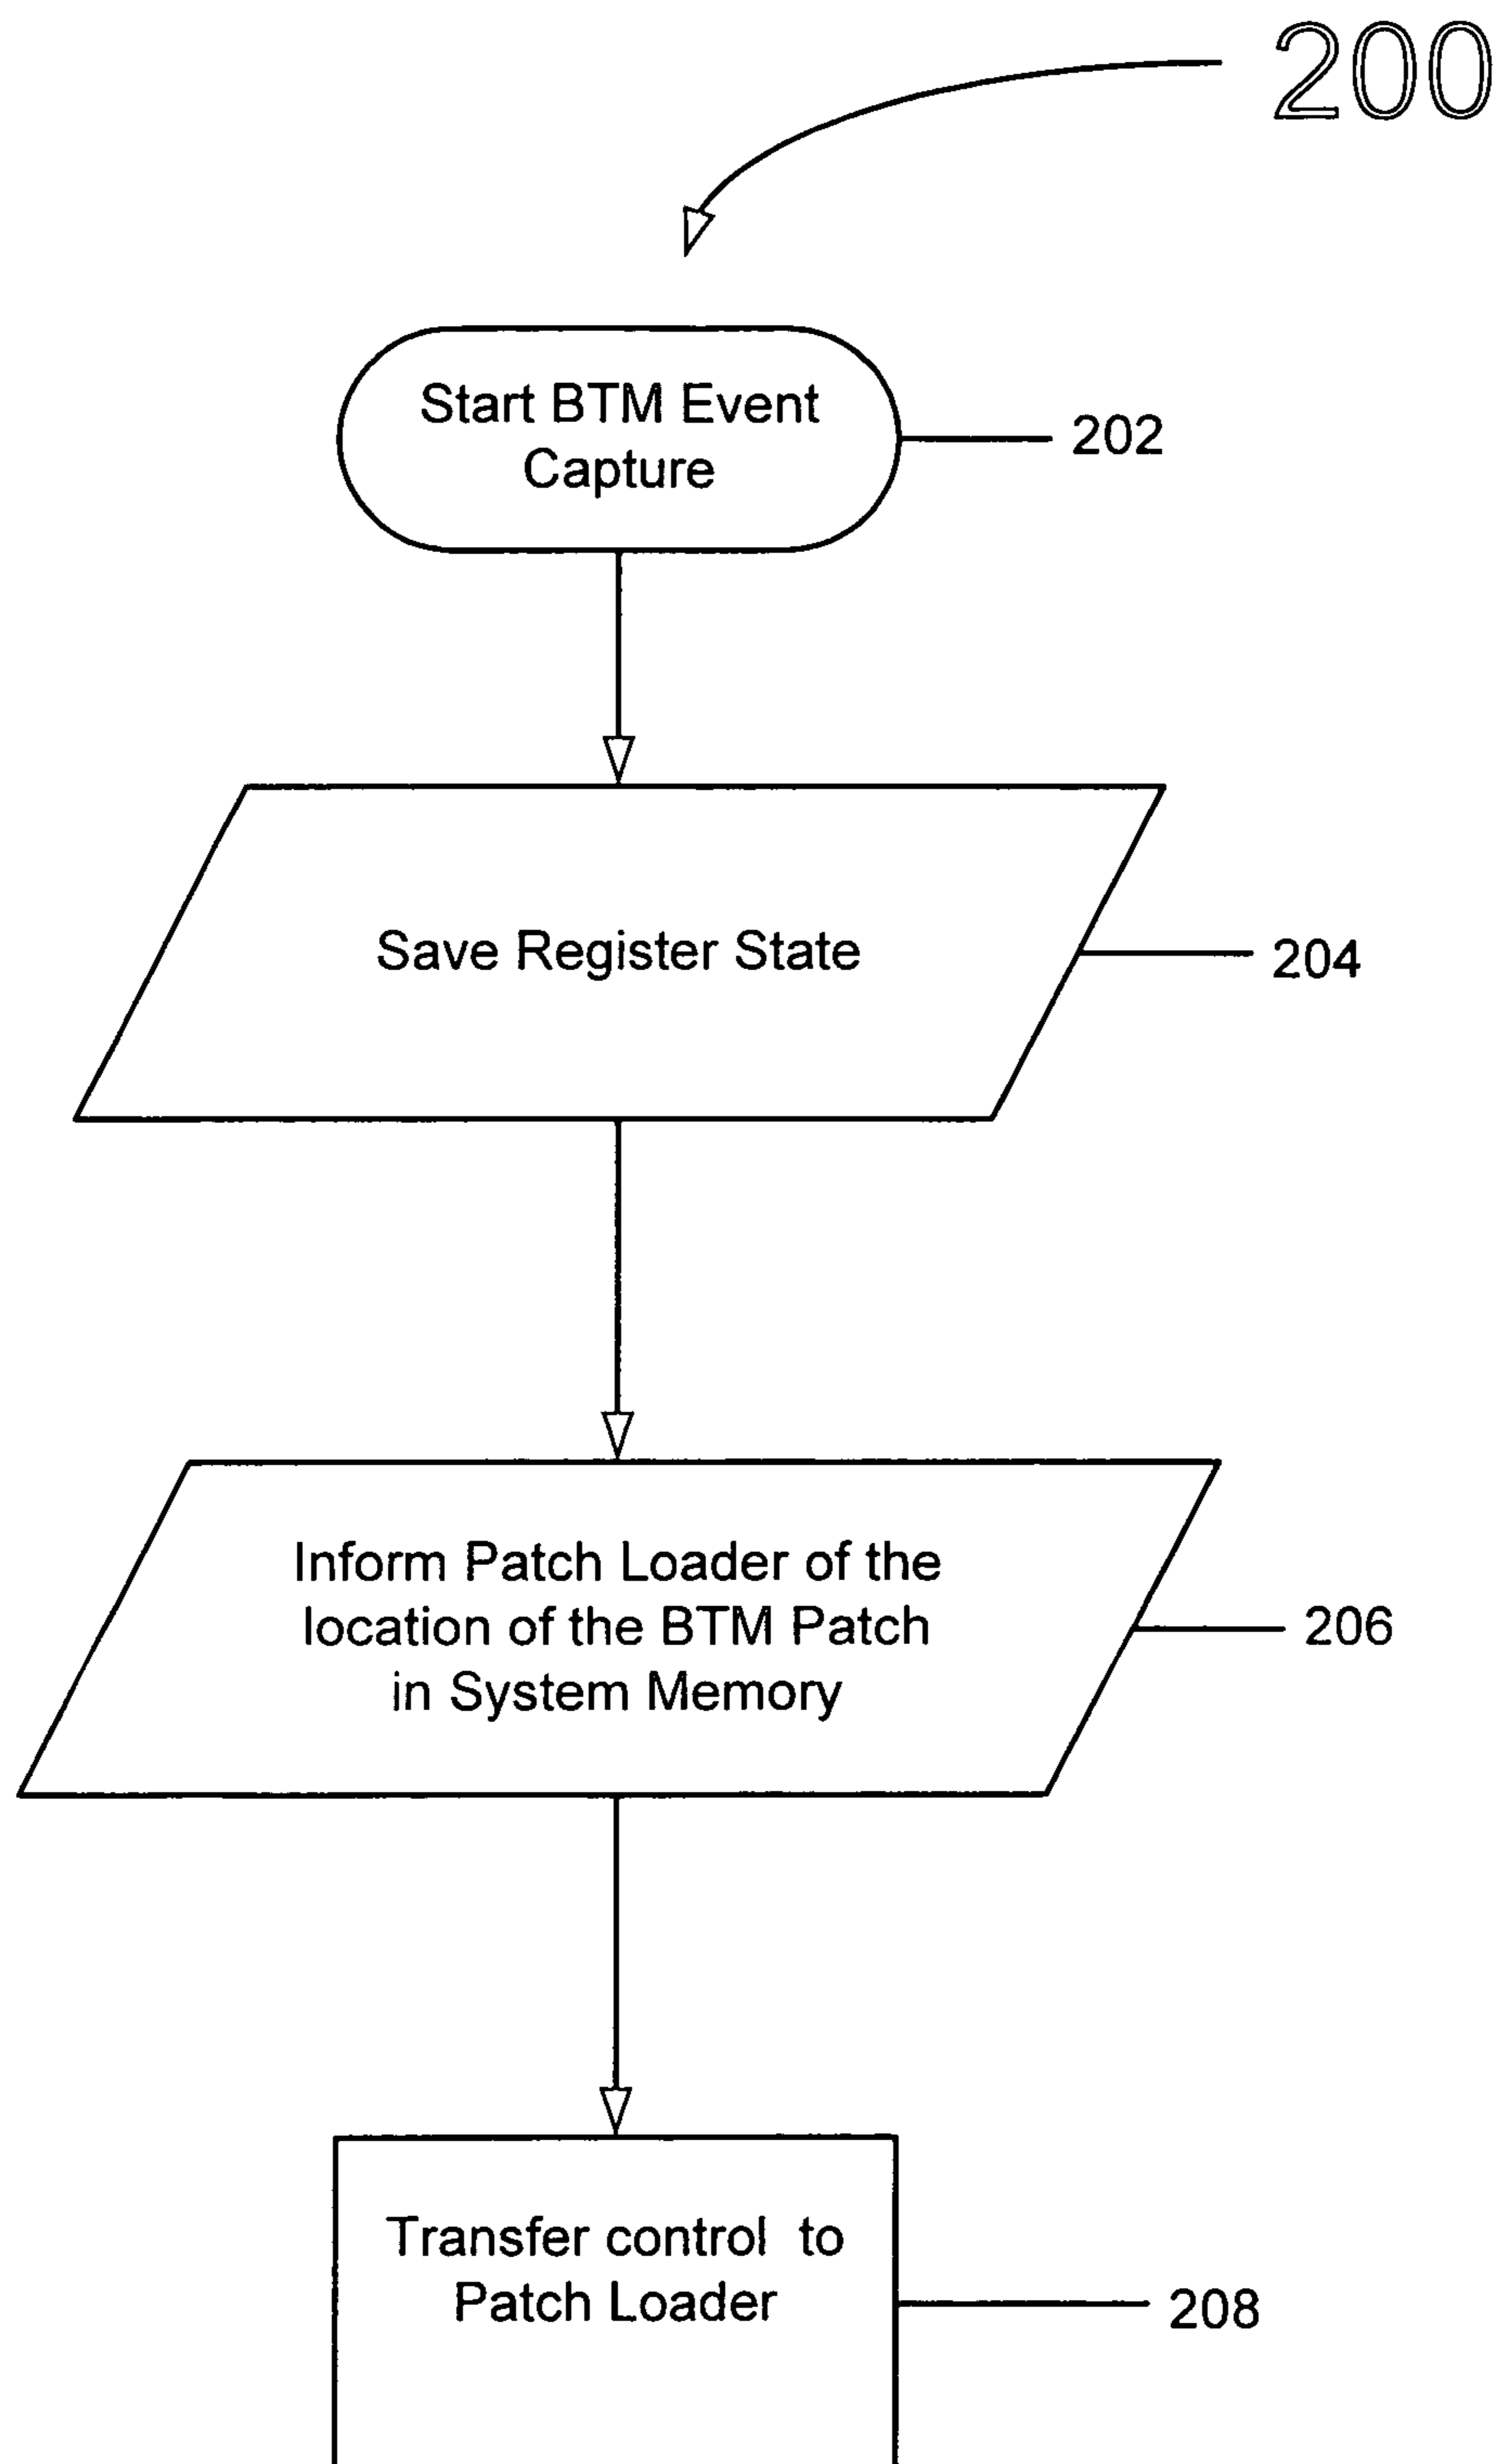 200
Start BTM Event
Capture
202
Save Register State
204
Inform Patch Loader of the
location of the BTM Patch
in System Memory
206
Transfer control to
Patch Loader
208